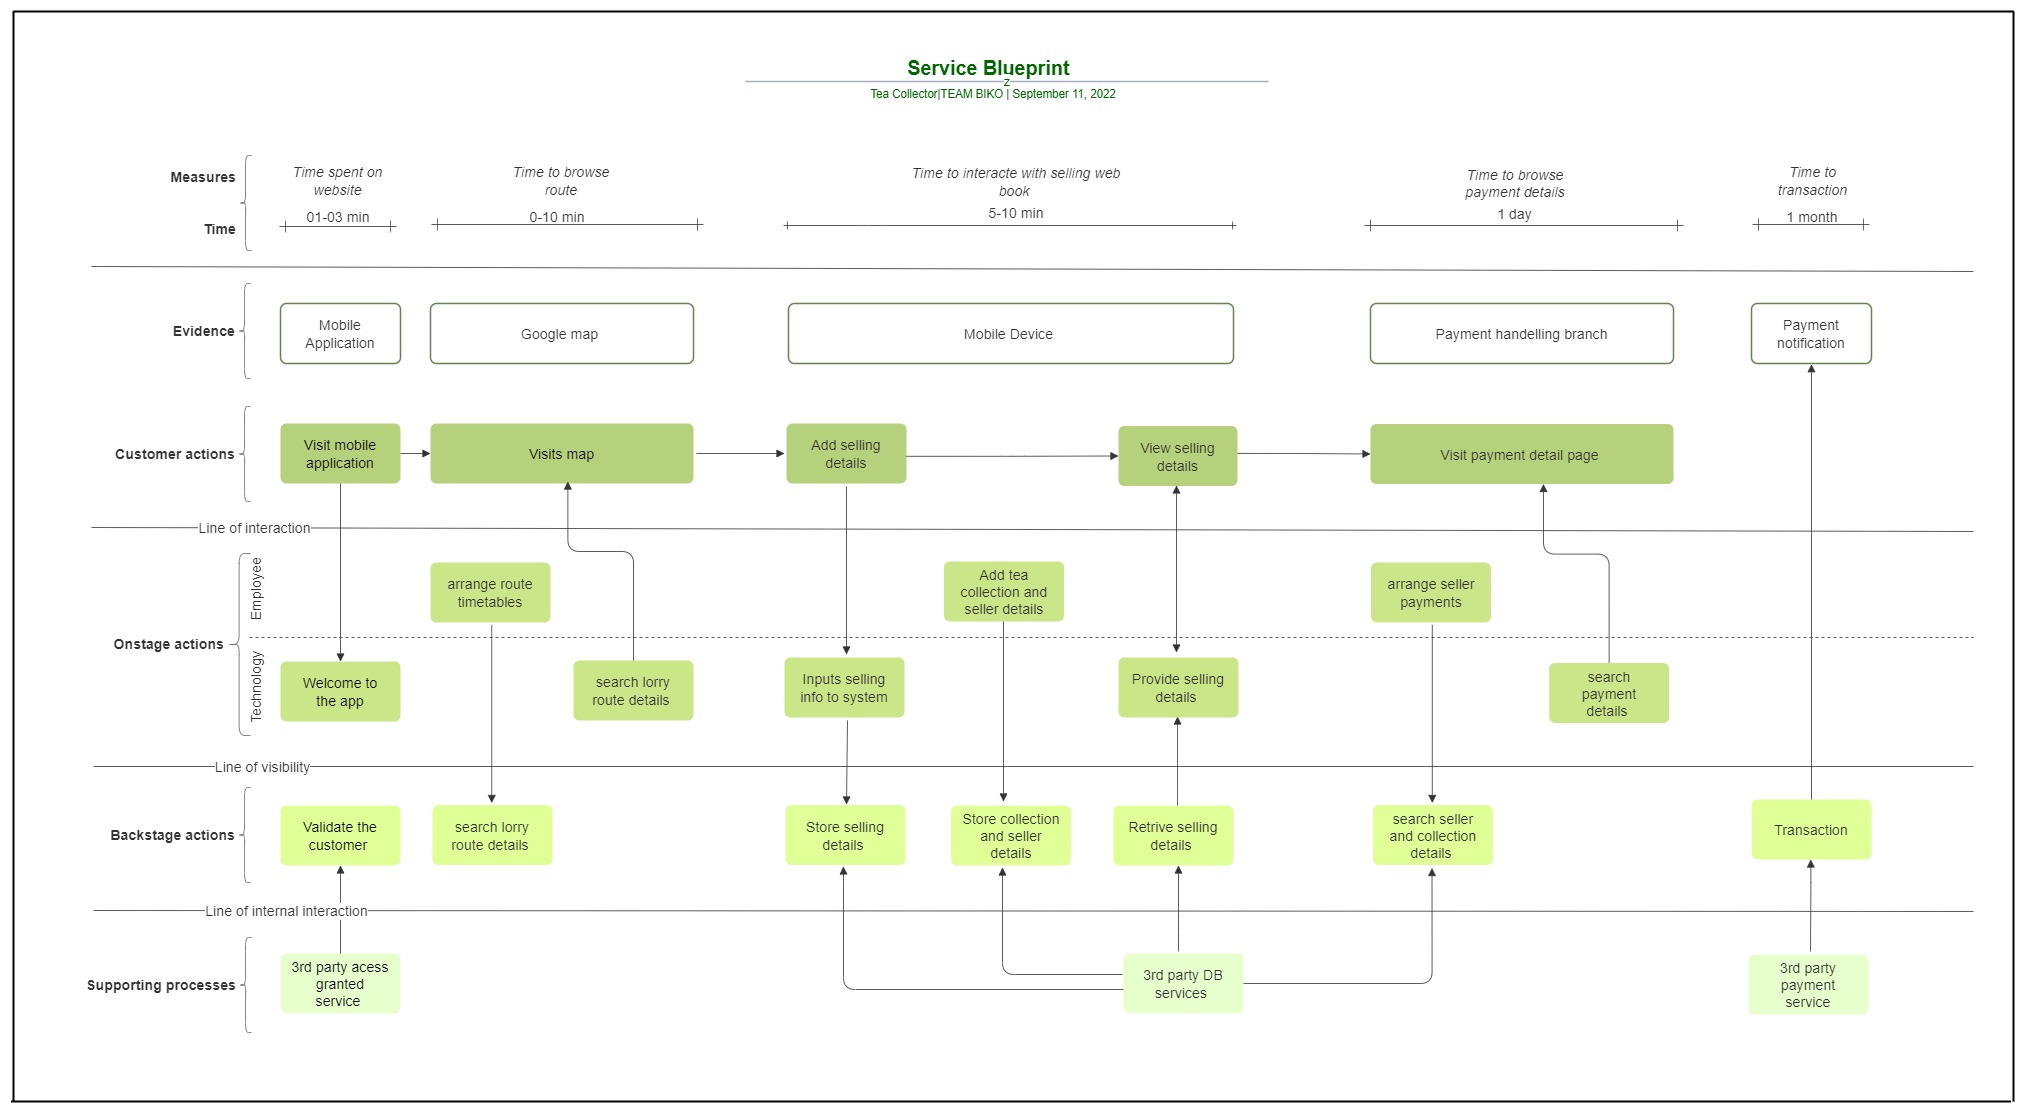 Service Blueprint
Z
Tea Collector|TEAM BIKO | September 11, 2022
Measures
Time spent on
website
Time to browse
route
Time to interacte with selling web
book
Time to browse
payment details
Time to
transaction
Time
01-03 min
0-10 min
5-10 min
1 day
1 month
Evidence
Mobile
Application
Google map
Mobile Device
Payment handelling branch
Payment
notification
Customer actions
Visit mobile
application
Visits map
Add selling
details
View selling
details
Visit payment detail page
Line of interaction
Onstage actions
Employee
arrange route
timetables
Add tea
collection and
seller details
arrange seller
payments
Technology
Welcome to
the app
search lorry
route details
Inputs selling
info to system
Provide selling
details
search
payment
details
Line of visibility
Backstage actions
Validate the
customer
search lorry
route details
Store selling
details
Store collection
and seller
details
Retrive selling
details
search seller
and collection
details
Transaction
Line of internal interaction
Supporting processes
3rd party acess
granted
service
3rd party DB
services
3rd party
payment
service